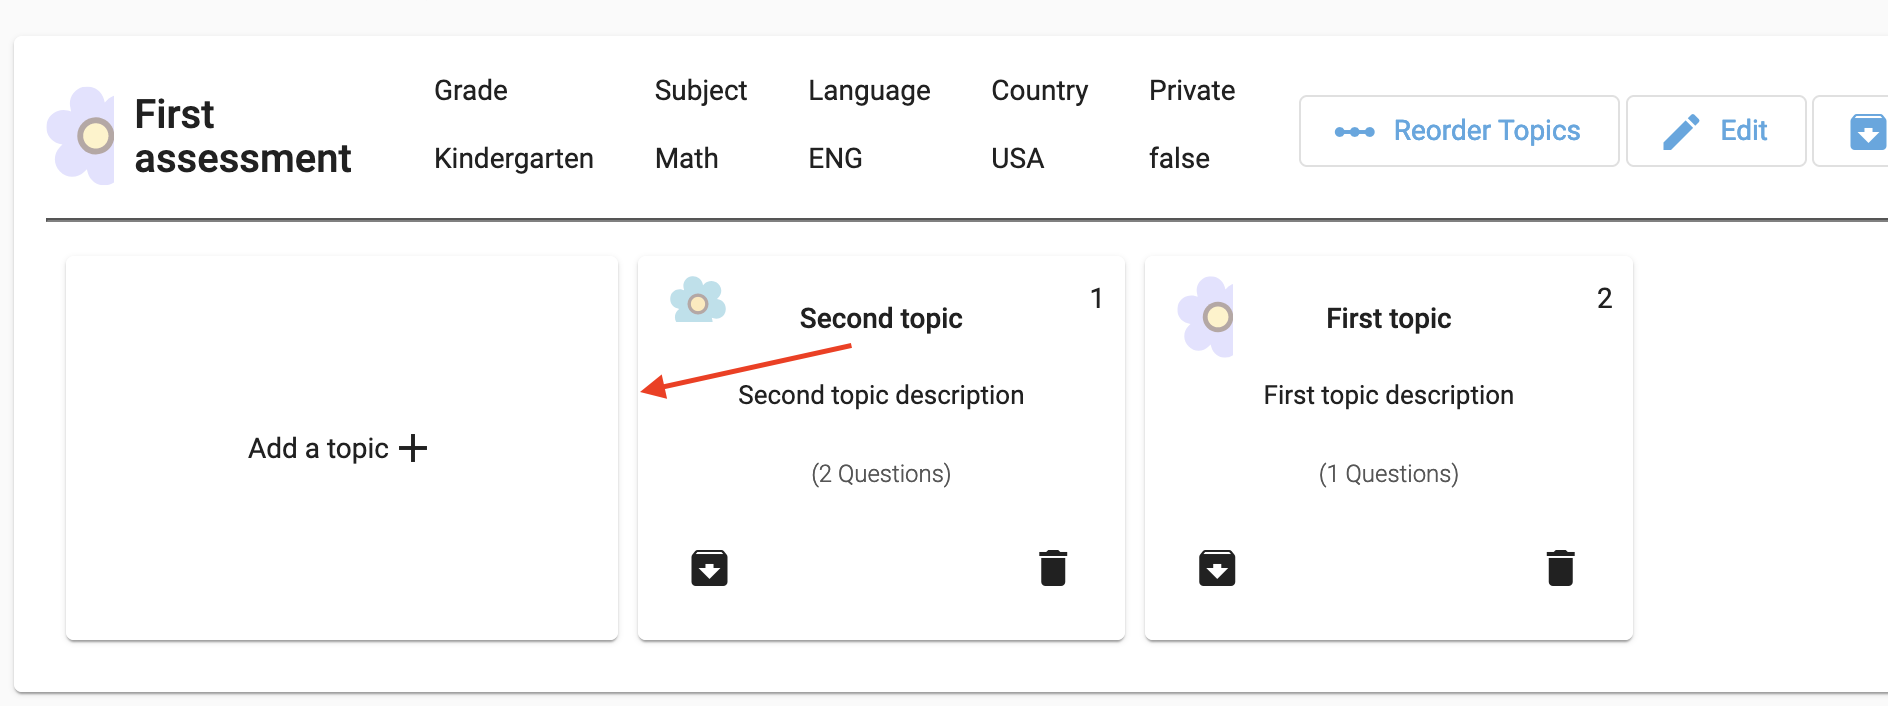 First
assessment
Grade
Kindergarten
Subject
Math
Language
ENG
Country
USA
Private
false
Reorder Topics
Edit
Add a topic
1
Second topic
Second topic description
(2 Questions)
2
First topic
First topic description
(1 Questions)